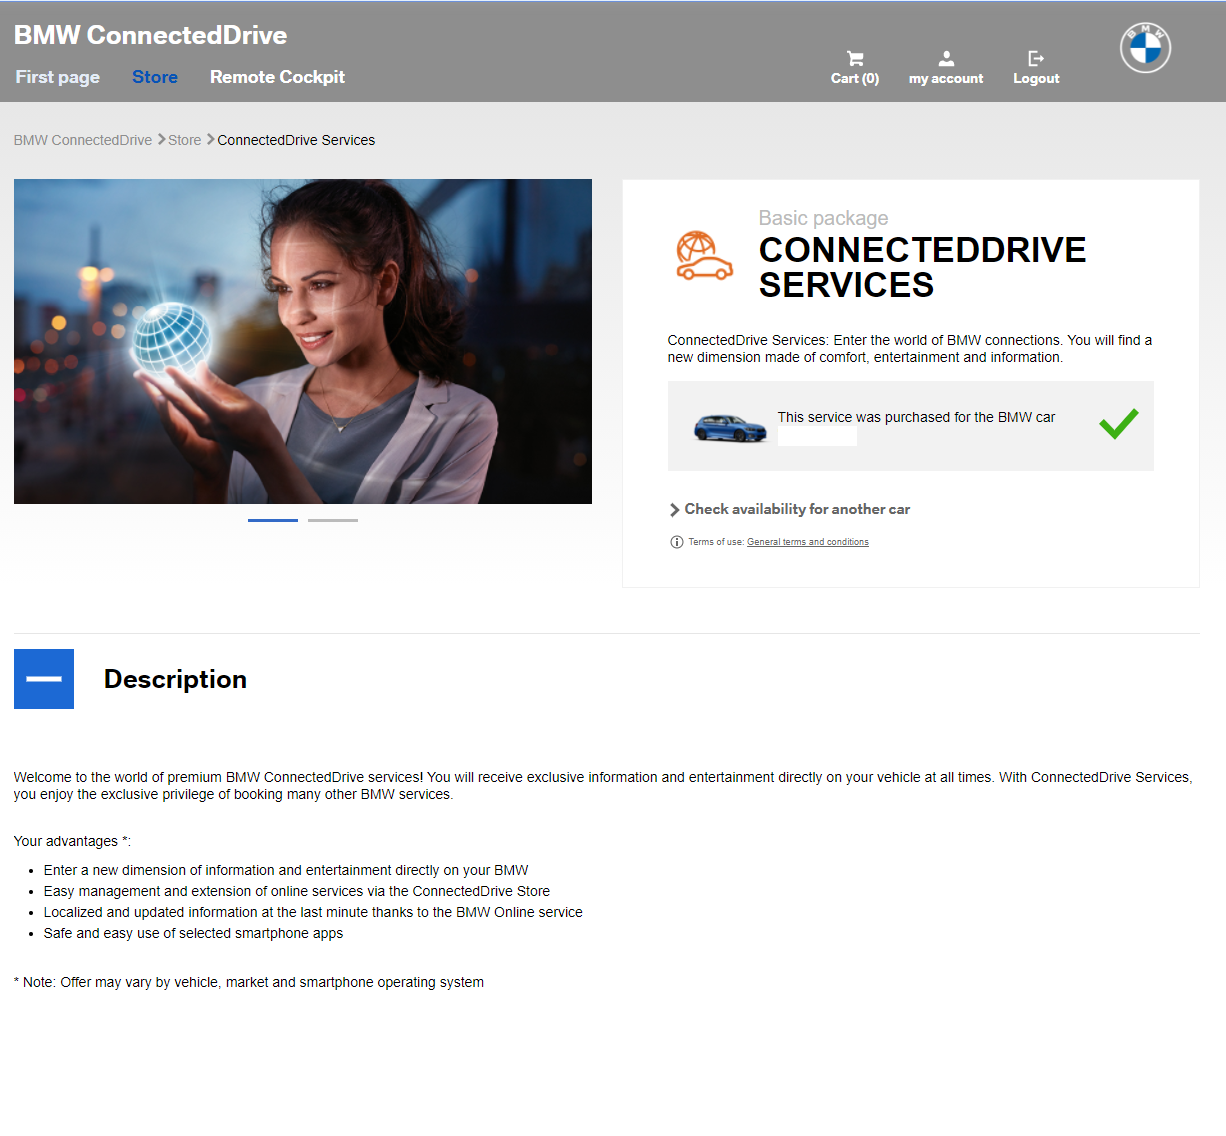 BMW ConnectedDrive
First page
Store
Remote Cockpit
Cart (0)
my account
Logout
BMW
BMW ConnectedDrive
Store
ConnectedDrive Services
Basic package
CONNECTEDDRIVE
SERVICES
ConnectedDrive Services: Enter the world of BMW connections. You will find a
new dimension made of comfort, entertainment and information.
This service was purchased for the BMW car
Check availability for another car
Terms of use: General terms and conditions
Description
Welcome to the world of premium BMW ConnectedDrive services! You will receive exclusive information and entertainment directly on your vehicle at all times. With ConnectedDrive Services,
you enjoy the exclusive privilege of booking many other BMW services.
Your advantages *:
• Enter a new dimension of information and entertainment directly on your BMW
• Easy management and extension of online services via the ConnectedDrive Store
• Localized and updated information at the last minute thanks to the BMW Online service
• Safe and easy use of selected smartphone apps
* Note: Offer may vary by vehicle, market and smartphone operating system